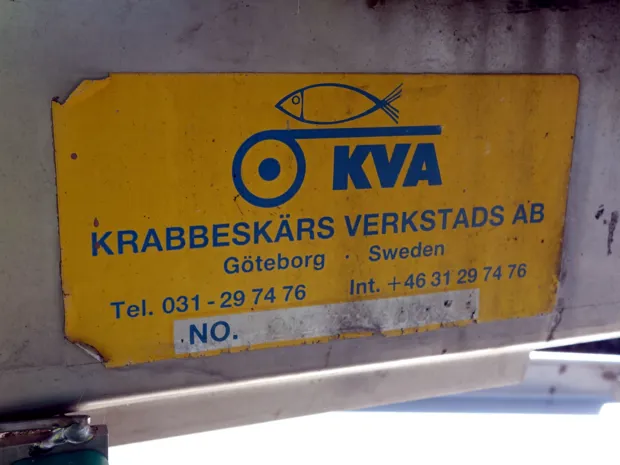 KVA
KRABBESKÄRS VERKSTADS AB
Göteborg · Sweden
Tel. 031-29 74 76 Int. +46 31 29 74 76
NO.